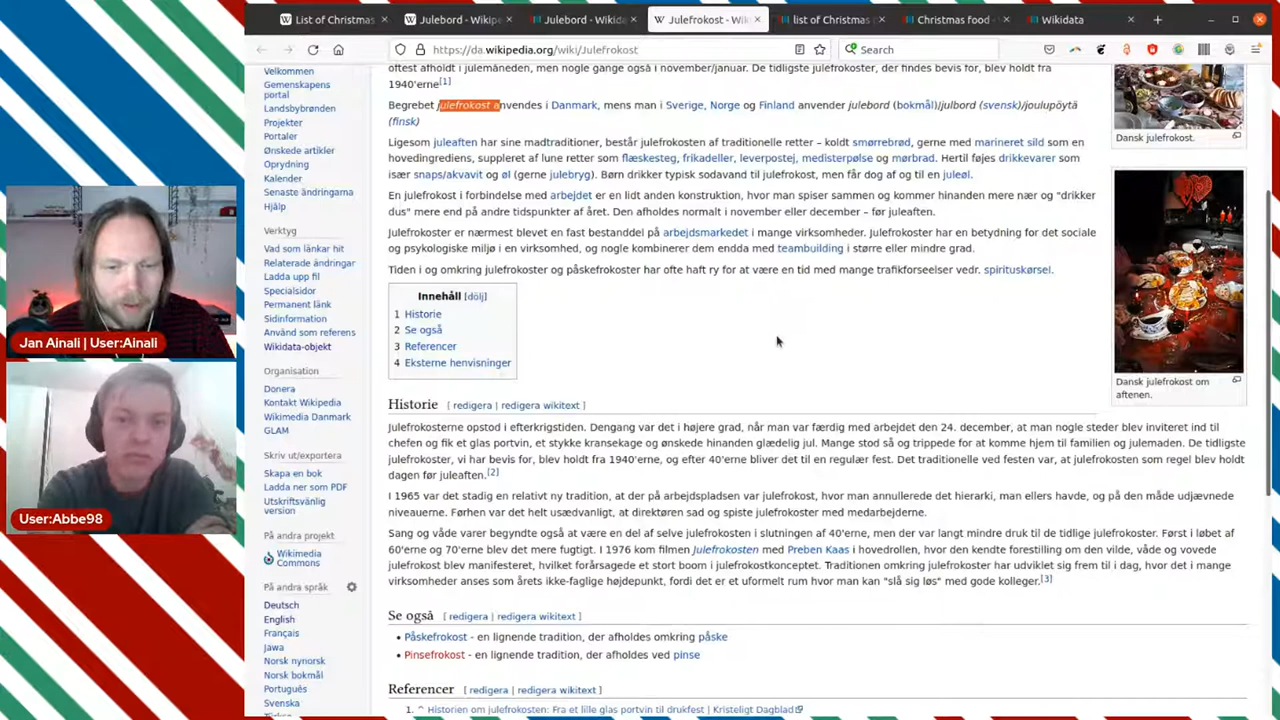 List of Christmas
Julebord - Wikipe
Julebord - Wikide
Julefrokost - Wik
list of Christmas
Christmas food -
Wikidata
https://da.wikipedia.org/wiki/Julefrokost
Search
Velkommen
Gemenskapens
portal
Landsbybrønden
Projekter
Portaler
Ønskede artikler
Oprydning
Kalender
Senaste ändringarna
Hjälp
Verktyg
Vad som länkar hit
Relaterade ändringar
Ladda upp fil
Specialsidor
Permanent länk
Sidinformation
Använd som referens
Wikidata-objekt
Organisation
Donera
Kontakt Wikipedia
Wikimedia Danmark
GLAM
Skriv ut/exportera
Skapa en bok
Ladda ner som PDF
Utskriftsvänlig
version
På andra projekt
Wikimedia
Commons
På andra språk
Deutsch
English
Français
Jawa
Norsk nynorsk
Norsk bokmål
Português
Svenska
oftest afholdt i julemåneden, men nogle gange også i november/januar. De tidligste julefrokoster, der findes bevis for, blev holdt fra
1940'erne.[1]
Begrebet julefrokost anvendes i Danmark, mens man i Sverige, Norge og Finland anvender julebord (bokmål)/julbord (svensk)/joulupöytä
(finsk)
Ligesom juleaften har sine madtraditioner, består julefrokosten af traditionelle retter – koldt smørrebrød, gerne med marineret sild som en
hovedingrediens, suppleret af lune retter som flæskesteg, frikadeller, leverpostej, medisterpølse og mørbrad. Hertil føjes drikkevarer som
især snaps/akvavit og øl (gerne julebryg). Børn drikker typisk sodavand til julefrokost, men får dog af og til en juleøl.
En julefrokost i forbindelse med arbejdet er en lidt anden konstruktion, hvor man spiser sammen og kommer hinanden mere nær og "drikker
dus" mere end på andre tidspunkter af året. Den afholdes normalt i november eller december – før juleaften.
Julefrokoster er nærmest blevet en fast bestanddel på arbejdsmarkedet i mange virksomheder. Julefrokoster har en betydning for det sociale
og psykologiske miljø i en virksomhed, og nogle kombinerer dem endda med teambuilding i større eller mindre grad.
Tiden i og omkring julefrokoster og påskefrokoster har ofte haft ry for at være en tid med mange trafikforseelser vedr. spirituskørsel.
Innehåll [dölj]
1 Historie
2 Se også
3 Referencer
4 Eksterne henvisninger
Historie [ redigera | redigera wikitext ]
Julefrokosterne opstod i efterkrigstiden. Dengang var det i højere grad, når man var færdig med arbejdet den 24. december, at man nogle steder blev inviteret ind til
chefen og fik et glas portvin, et stykke kransekage og ønskede hinanden glædelig jul. Mange stod så og trippede for at komme hjem til familien og julemaden. De tidligste
julefrokoster, vi har bevis for, blev holdt fra 1940'erne, og efter 40'erne bliver det til en regulær fest. Det traditionelle ved festen var, at julefrokosten som regel blev holdt
dagen før juleaften.[2]
I 1965 var det stadig en relativt ny tradition, at der på arbejdspladsen var julefrokost, hvor man annullerede det hierarki, man ellers havde, og på den måde udjævnede
niveauerne. Førhen var det helt usædvanligt, at direktøren sad og spiste julefrokoster med medarbejderne.
Sang og våde varer begyndte også at være en del af selve julefrokosten i slutningen af 40'erne, men der var langt mindre druk til de tidlige julefrokoster. Først i løbet af
60'erne og 70'erne blev det mere fugtigt. I 1976 kom filmen Julefrokosten med Preben Kaas i hovedrollen, hvor den kendte forestilling om den vilde, våde og vovede
julefrokost blev manifesteret, hvilket forårsagede et stort boom i julefrokostkonceptet. Traditionen omkring julefrokoster har udviklet sig frem til i dag, hvor det i mange
virksomheder anses som årets ikke-faglige højdepunkt, fordi det er et uformelt rum hvor man kan "slå sig løs" med gode kolleger.[3]
Se også [ redigera | redigera wikitext ]
• Påskefrokost - en lignende tradition, der afholdes omkring påske
• Pinsefrokost - en lignende tradition, der afholdes ved pinse
Referencer [ redigera | redigera wikitext ]
1. ^ Historien om julefrokosten: Fra et lille glas portvin til drukfest | Kristeligt Dagblad
Dansk julefrokost.
Dansk julefrokost om
aftenen.
Jan Ainali | User:Ainali
User:Abbe98